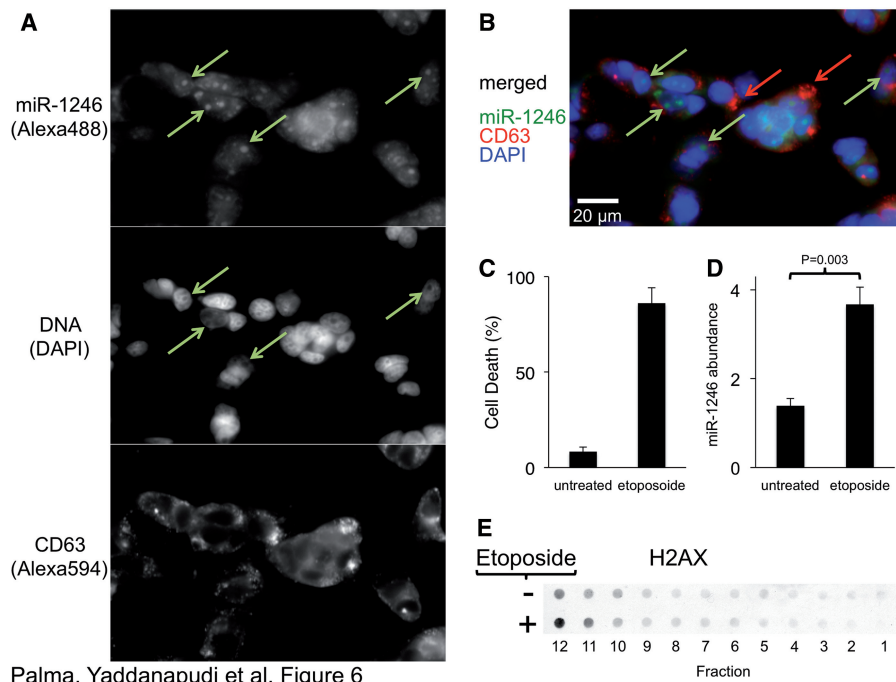 A
miR-1246
(Alexa488)
DNA
(DAPI)
CD63
(Alexa594)
B
merged
miR-1246
CD63
DAPI
20 µm
C
Cell Death (%)
100
50
0
untreated etoposoide
D
P=0.003
miR-1246 abundance
4
2
0
untreated etoposide
E
Etoposide
H2AX
-
+
12 11 10 9 8 7 6 5 4 3 2 1
Fraction
Palma, Yaddanapudi et al. Figure 6